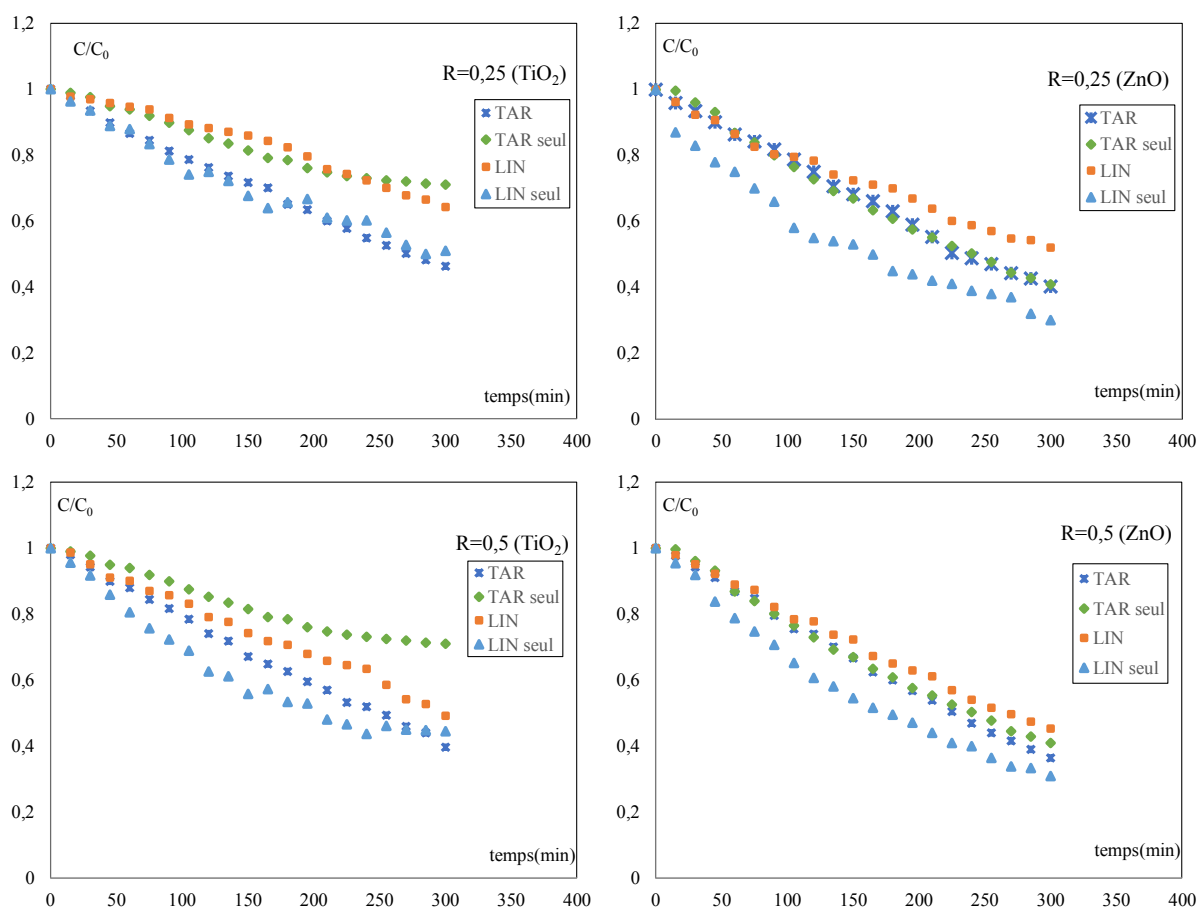 1,2
C/C₀
R=0,25 (TiO₂)
1
TAR
TAR seul
LIN
LIN seul
0,8
0,6
0,4
0,2
temps(min)
0
0 50 100 150 200 250 300 350 400
1,2
C/C₀
R=0,25 (ZnO)
1
TAR
TAR seul
LIN
LIN seul
0,8
0,6
0,4
0,2
temps(min)
0
0 50 100 150 200 250 300 350 400
1,2
C/C₀
R=0,5 (TiO₂)
1
TAR
TAR seul
LIN
LIN seul
0,8
0,6
0,4
0,2
temps(min)
0
0 50 100 150 200 250 300 350 400
1,2
C/C₀
R=0,5 (ZnO)
1
TAR
TAR seul
LIN
LIN seul
0,8
0,6
0,4
0,2
temps(min)
0
0 50 100 150 200 250 300 350 400